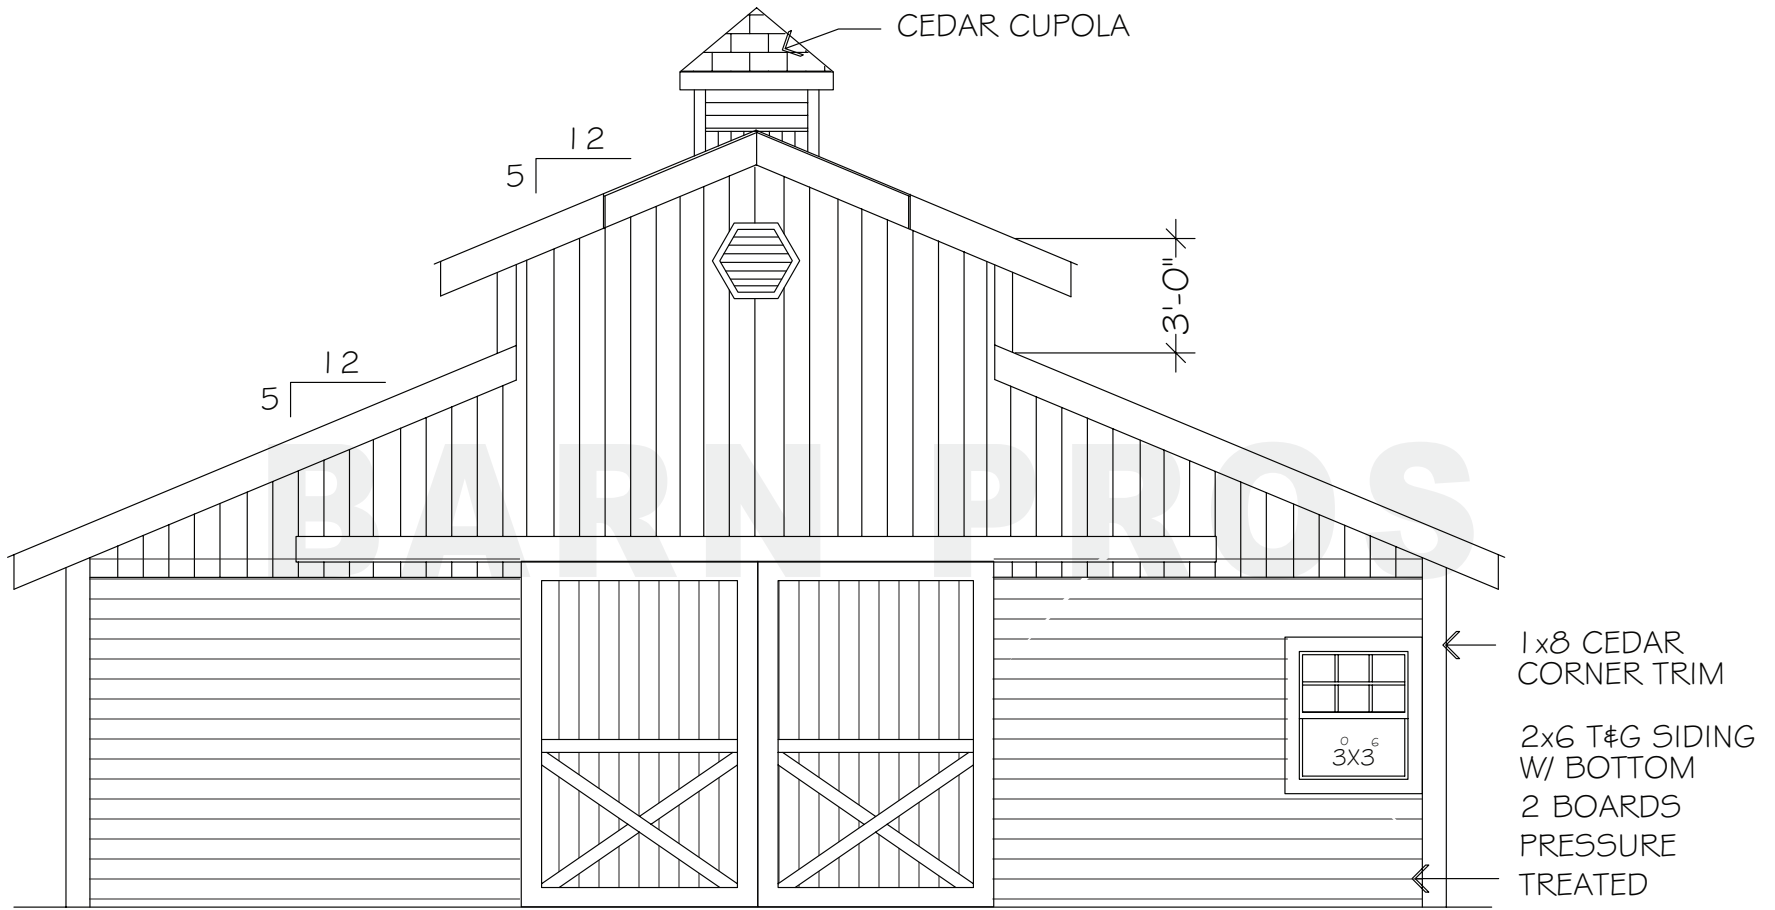 CEDAR CUPOLA
12
5
3'-0"
12
5
BARN PROS
1x8 CEDAR
CORNER TRIM
2x6 T&G SIDING
W/ BOTTOM
2 BOARDS
PRESSURE
TREATED
3⁰X3⁶